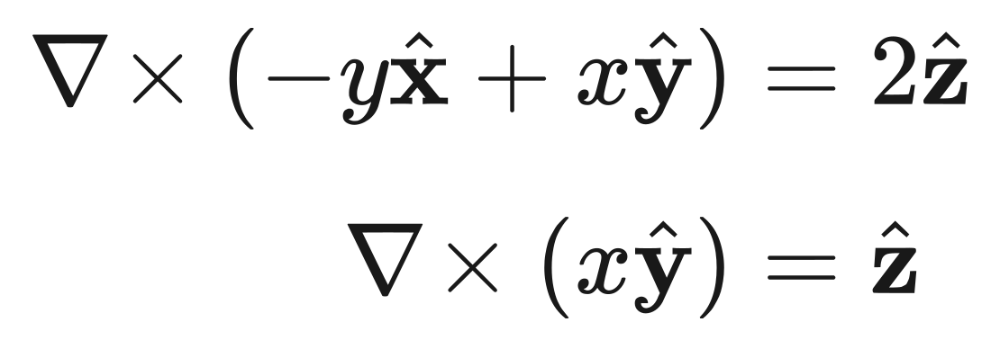 ∇ × (−y𝐱̂ + x𝐲̂) = 2𝐳̂
∇ × (x𝐲̂) = 𝐳̂